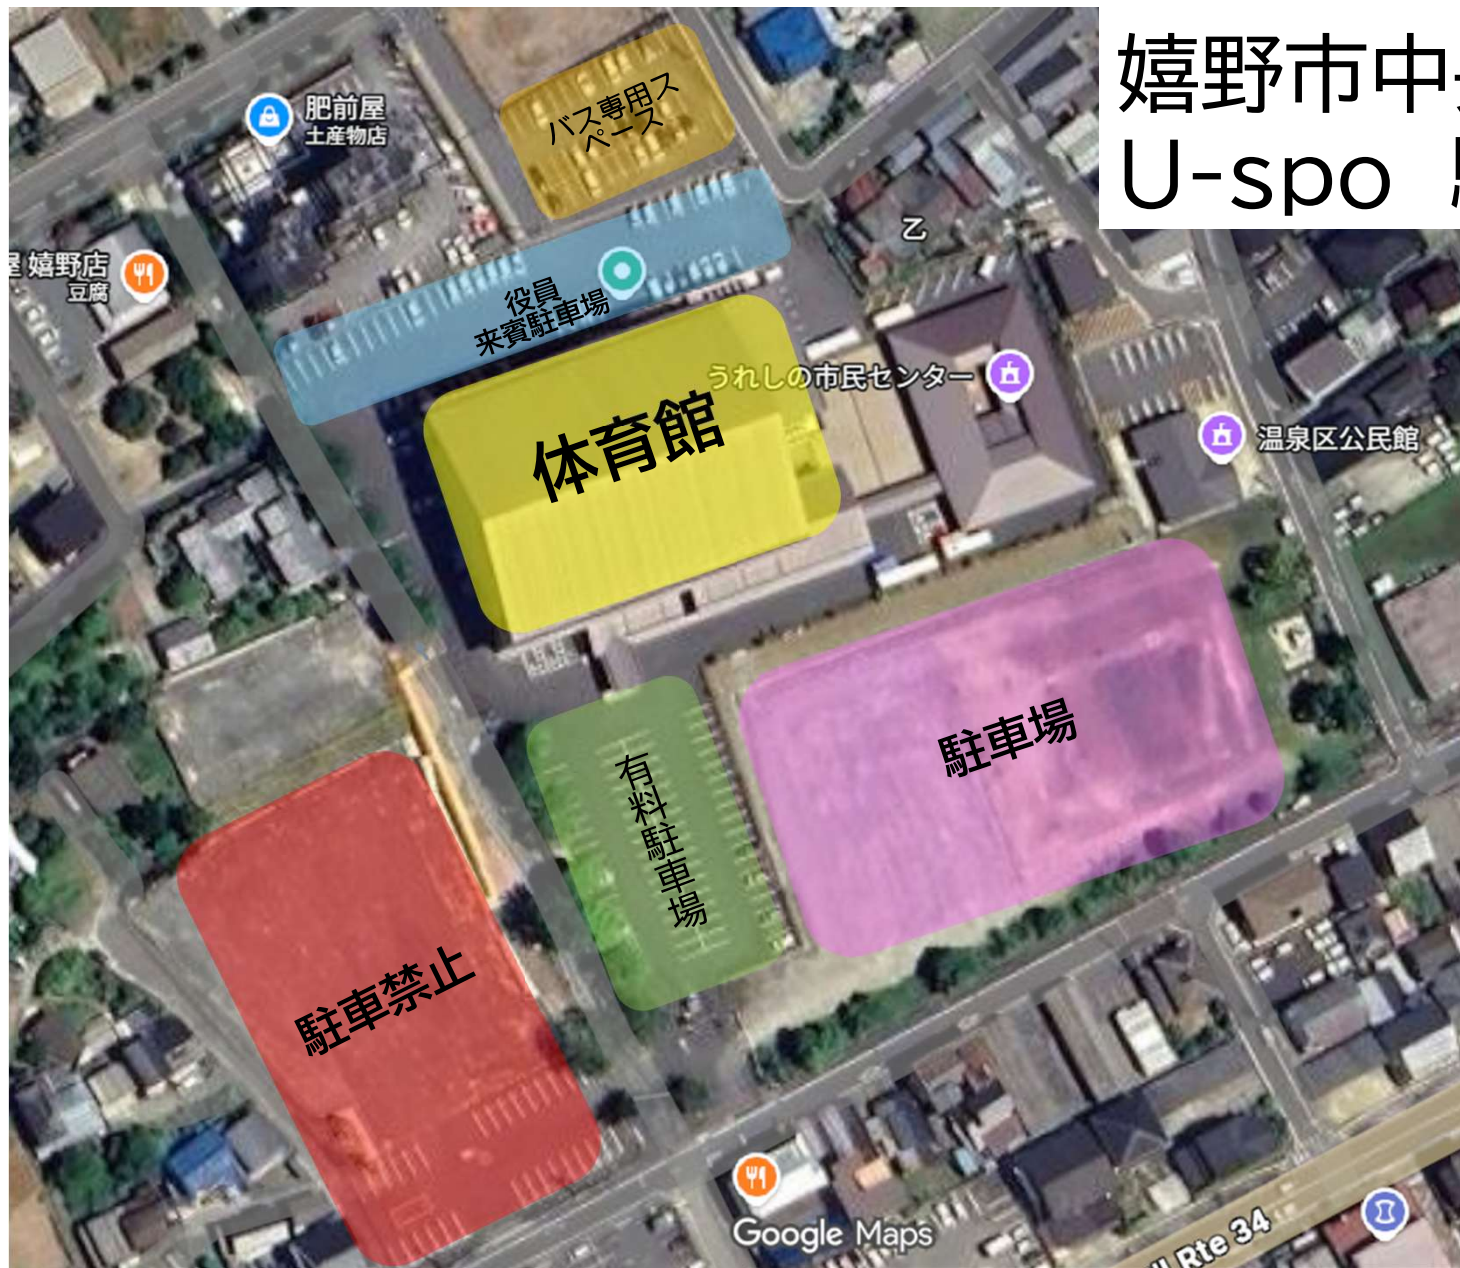 嬉野市中
U-spo
バス専用ス
ペース
肥前屋
土産物店
乙
嬉野店
豆腐
役員
来賓駐車場
うれしの市民センター
体育館
温泉区公民館
駐車場
有料駐車場
駐車禁止
Google Maps
Rte 34